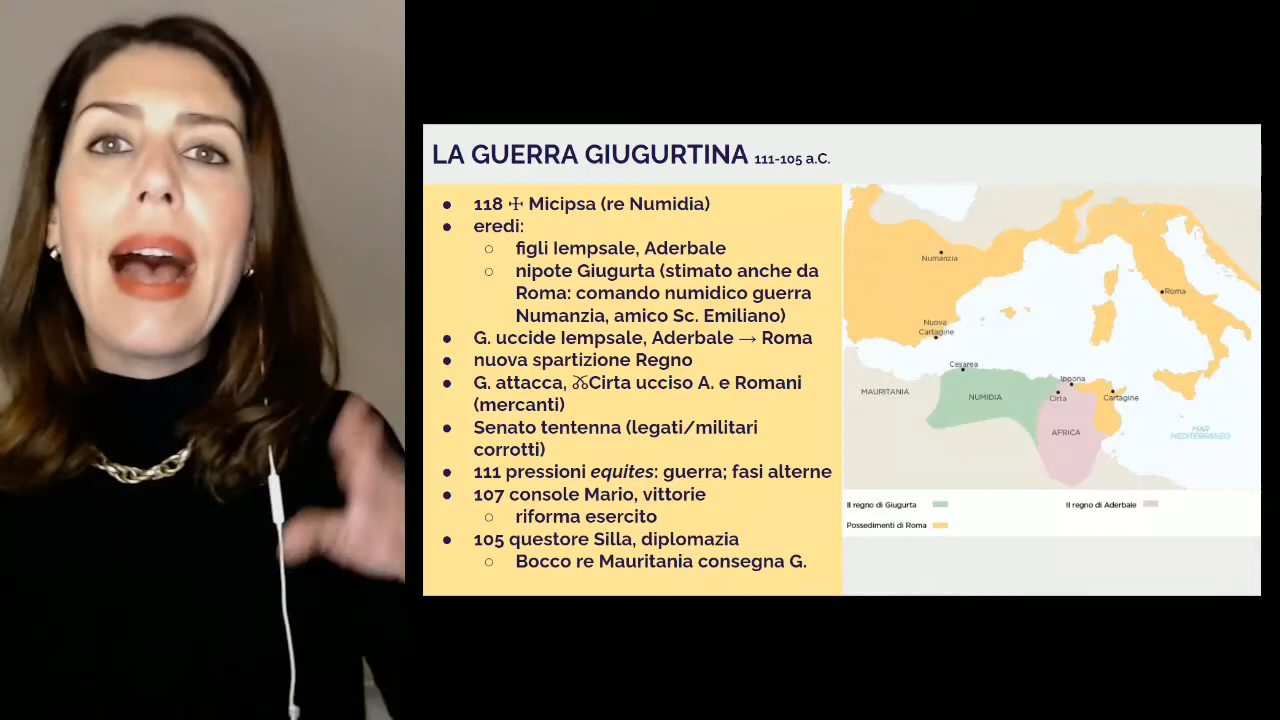 LA GUERRA GIUGURTINA 111-105 a.C.
● 118 ☩ Micipsa (re Numidia)
● eredi:
○ figli Iempsale, Aderbale
○ nipote Giugurta (stimato anche da
Roma: comando numidico guerra
Numanzia, amico Sc. Emiliano)
● G. uccide Iempsale, Aderbale → Roma
● nuova spartizione Regno
● G. attacca, ⚔Cirta ucciso A. e Romani
(mercanti)
● Senato tentenna (legati/militari
corrotti)
● 111 pressioni equites: guerra; fasi alterne
● 107 console Mario, vittorie
○ riforma esercito
● 105 questore Silla, diplomazia
○ Bocco re Mauritania consegna G.
Numanzia
Roma
Nuova
Cartagine
Cesarea
Ippona
MAURITANIA
NUMIDIA
Cirta
Cartagine
AFRICA
MAR
MEDITERRANEO
Il regno di Giugurta
Il regno di Aderbale
Possedimenti di Roma